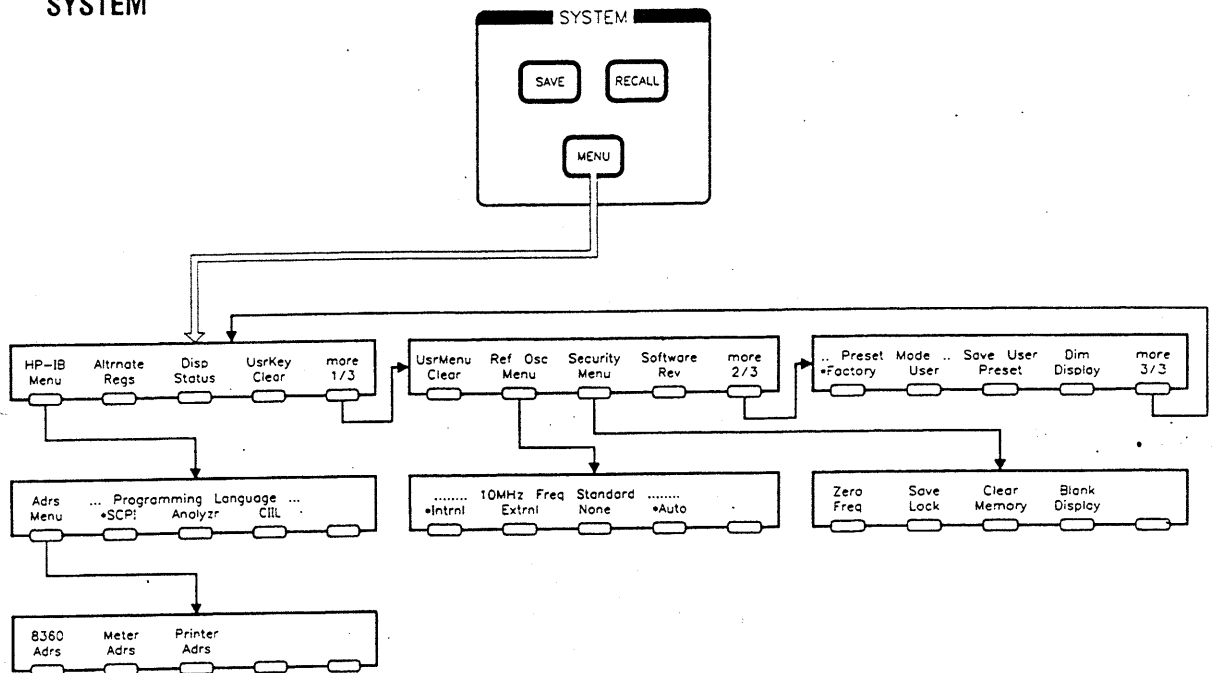 SYSTEM
SYSTEM
SAVE RECALL
MENU
HP-IB Altrnate Disp UsrKey more
Menu Regs Status Clear 1/3
UsrMenu Ref Osc Security Software more
Clear Menu Menu Rev 2/3
.. Preset Mode .. Save User Dim more
•Factory User Preset Display 3/3
Adrs ... Programming Language ...
Menu •SCPI Analyzr CIIL
........ 10MHz Freq Standard ........
•Intrnl Extrnl None •Auto
Zero Save Clear Blank
Freq Lock Memory Display
8360 Meter Printer
Adrs Adrs Adrs